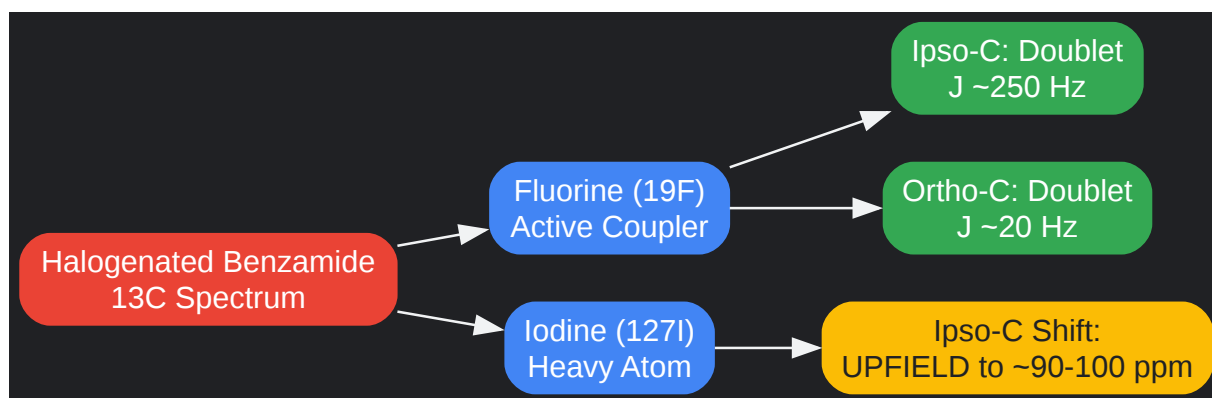 Halogenated Benzamide
13C Spectrum
Fluorine (19F)
Active Coupler
Iodine (127I)
Heavy Atom
Ipso-C: Doublet
J ~250 Hz
Ortho-C: Doublet
J ~20 Hz
Ipso-C Shift:
UPFIELD to ~90-100 ppm